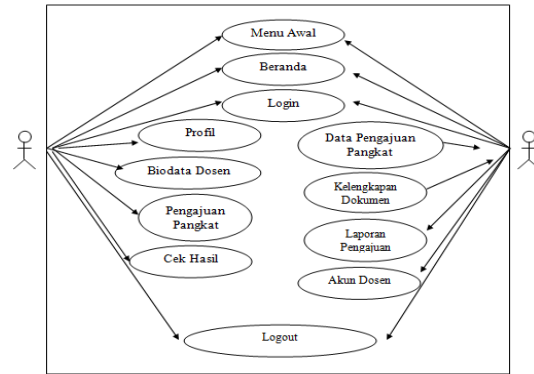 Menu Awal
Beranda
Login
Profil
Biodata Dosen
Pengajuan
Pangkat
Cek Hasil
Data Pengajuan
Pangkat
Kelengkapan
Dokumen
Laporan
Pengajuan
Akun Dosen
Logout